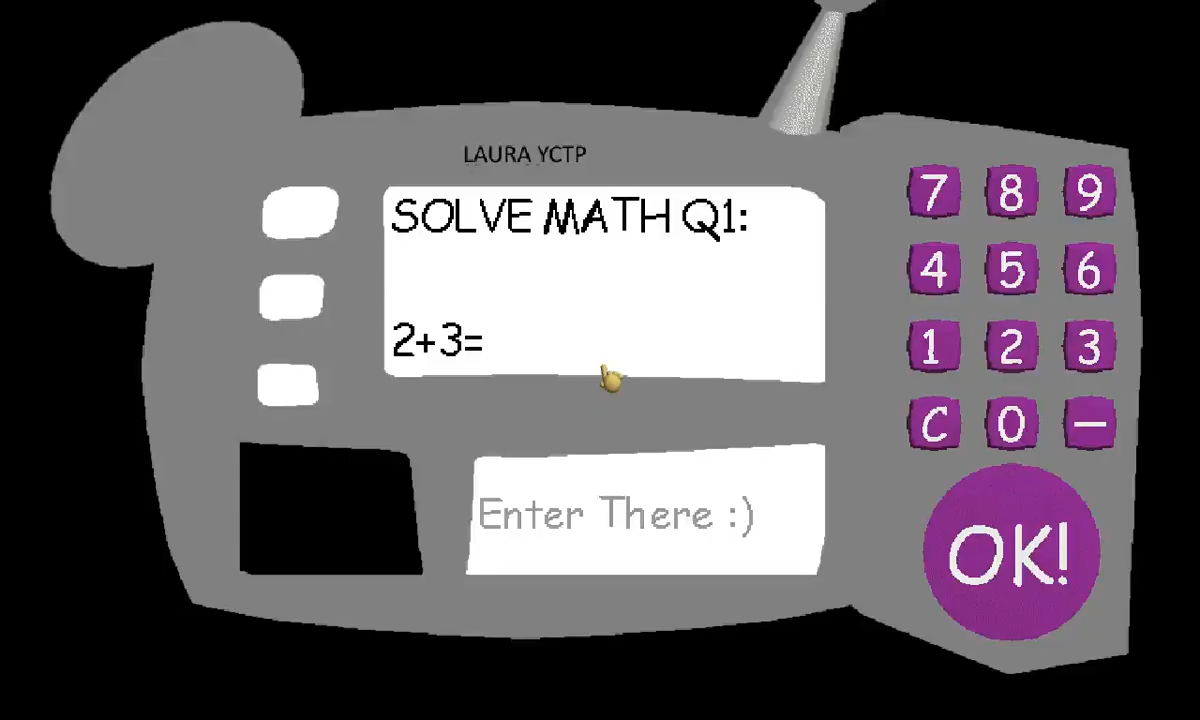 LAURA YCTP
SOLVE MATH Q1:
2+3=
Enter There :)
7 8 9
4 5 6
1 2 3
C 0 —
OK!